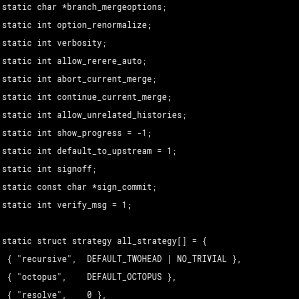 static char *branch_mergeoptions;
static int option_renormalize;
static int verbosity;
static int allow_rerere_auto;
static int abort_current_merge;
static int continue_current_merge;
static int allow_unrelated_histories;
static int show_progress = -1;
static int default_to_upstream = 1;
static int signoff;
static const char *sign_commit;
static int verify_msg = 1;

static struct strategy all_strategy[] = {
{ "recursive",  DEFAULT_TWOHEAD | NO_TRIVIAL },
{ "octopus",    DEFAULT_OCTOPUS },
{ "resolve",    0 },